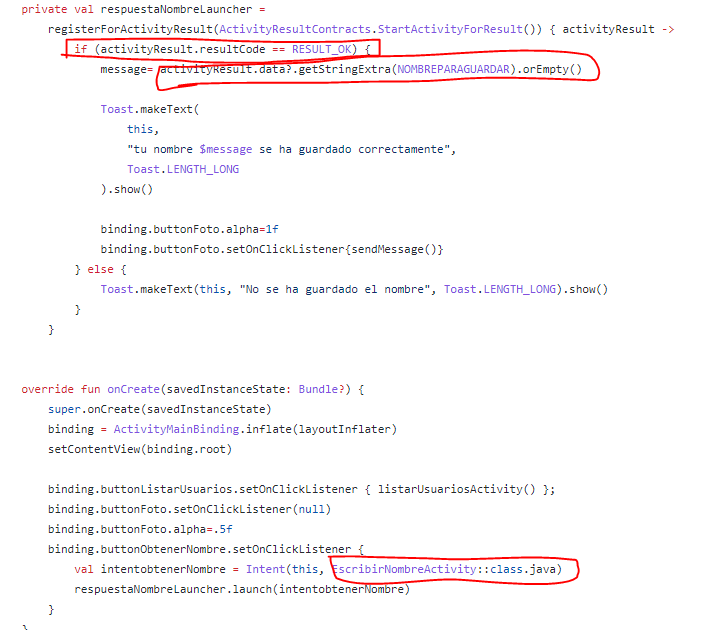 private val respuestaNombreLauncher =
registerForActivityResult(ActivityResultContracts.StartActivityForResult()) { activityResult ->
if (activityResult.resultCode == RESULT_OK) {
message= activityResult.data?.getStringExtra(NOMBREPARAGUARDAR).orEmpty()
Toast.makeText(
this,
"tu nombre $message se ha guardado correctamente",
Toast.LENGTH_LONG
).show()
binding.buttonFoto.alpha=1f
binding.buttonFoto.setOnClickListener{sendMessage()}
} else {
Toast.makeText(this, "No se ha guardado el nombre", Toast.LENGTH_LONG).show()
}
}
override fun onCreate(savedInstanceState: Bundle?) {
super.onCreate(savedInstanceState)
binding = ActivityMainBinding.inflate(layoutInflater)
setContentView(binding.root)
binding.buttonListarUsuarios.setOnClickListener { listarUsuariosActivity() };
binding.buttonFoto.setOnClickListener(null)
binding.buttonFoto.alpha=.5f
binding.buttonObtenerNombre.setOnClickListener {
val intentobtenerNombre = Intent(this, EscribirNombreActivity::class.java)
respuestaNombreLauncher.launch(intentobtenerNombre)
}
}